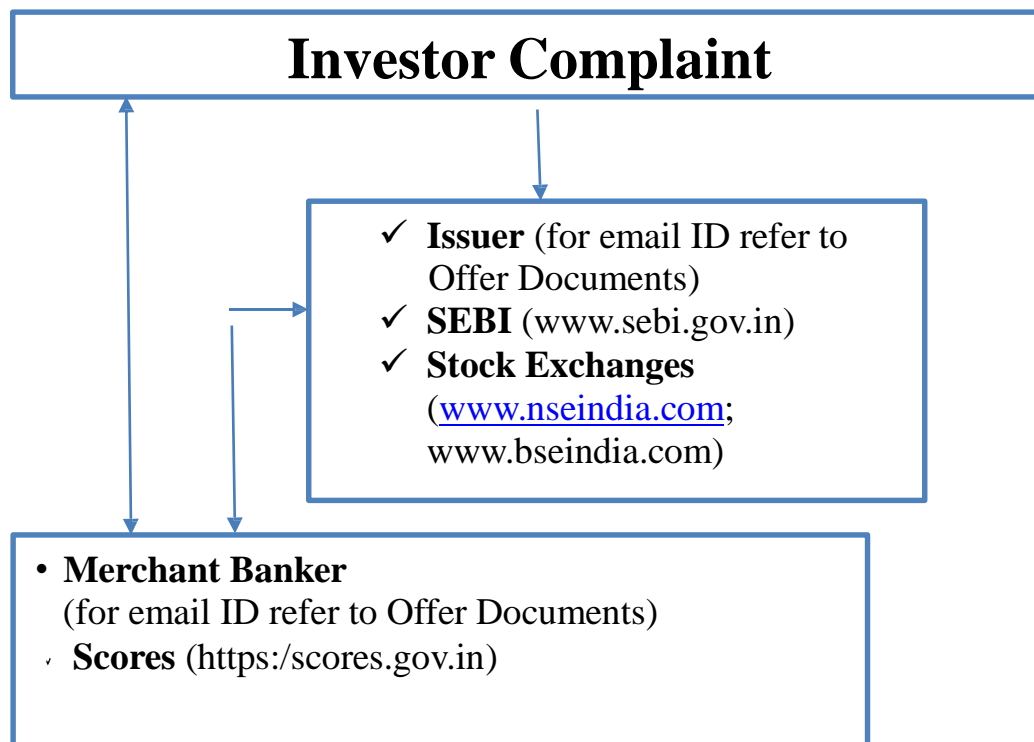 Investor Complaint
✓ Issuer (for email ID refer to
Offer Documents)
✓ SEBI (www.sebi.gov.in)
✓ Stock Exchanges
(www.nseindia.com;
www.bseindia.com)
• Merchant Banker
(for email ID refer to Offer Documents)
✓ Scores (https:/scores.gov.in)